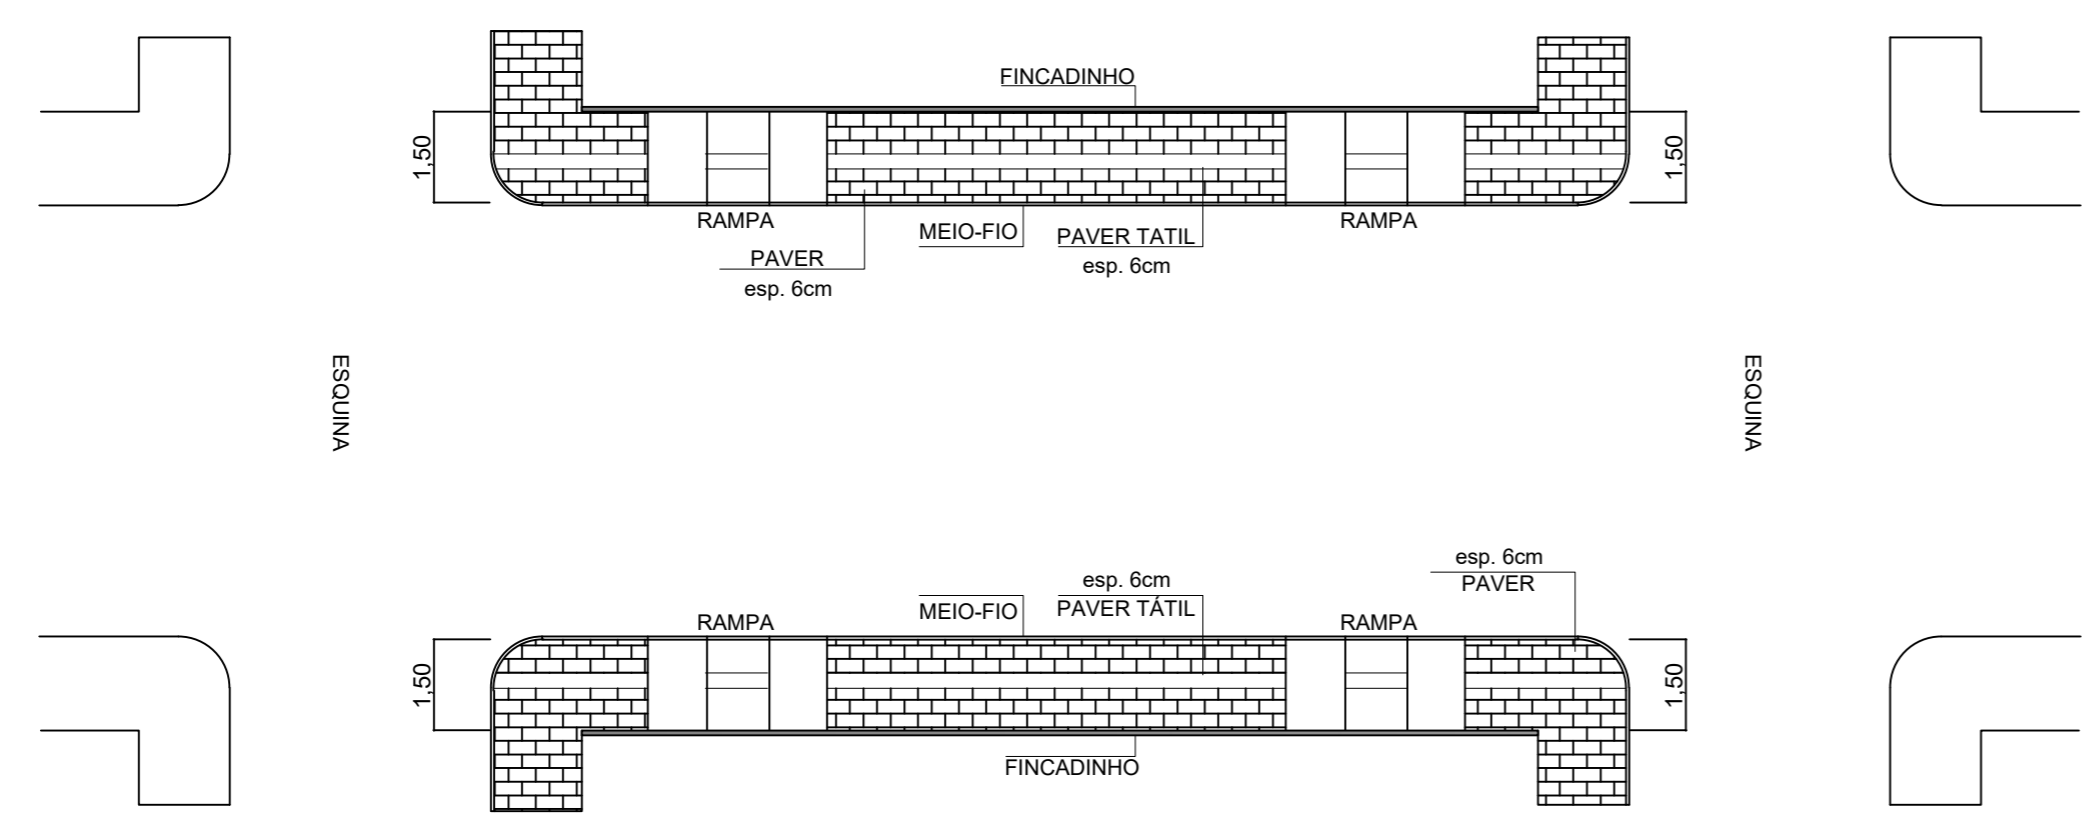 FINCADINHO
1,50
1,50
RAMPA
MEIO-FIO
PAVER TATIL
esp. 6cm
RAMPA
PAVER
esp. 6cm
ESQUINA
ESQUINA
RAMPA
MEIO-FIO
esp. 6cm
PAVER TÁTIL
RAMPA
esp. 6cm
PAVER
1,50
1,50
FINCADINHO